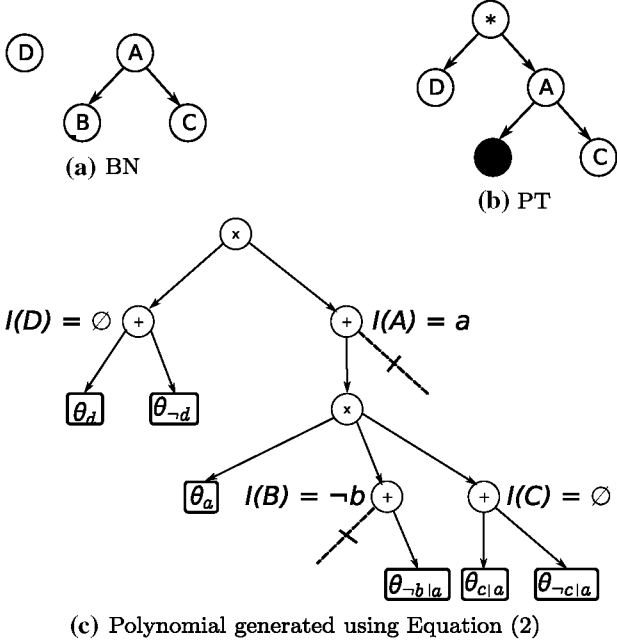 D A
B C
(a) BN
*
D A
C
(b) PT
x
I(D) = ∅ + + I(A) = a
θ_d θ_¬d x
θ_a I(B) = ¬b + + I(C) = ∅
θ_¬b|a θ_c|a θ_¬c|a
(c) Polynomial generated using Equation (2)